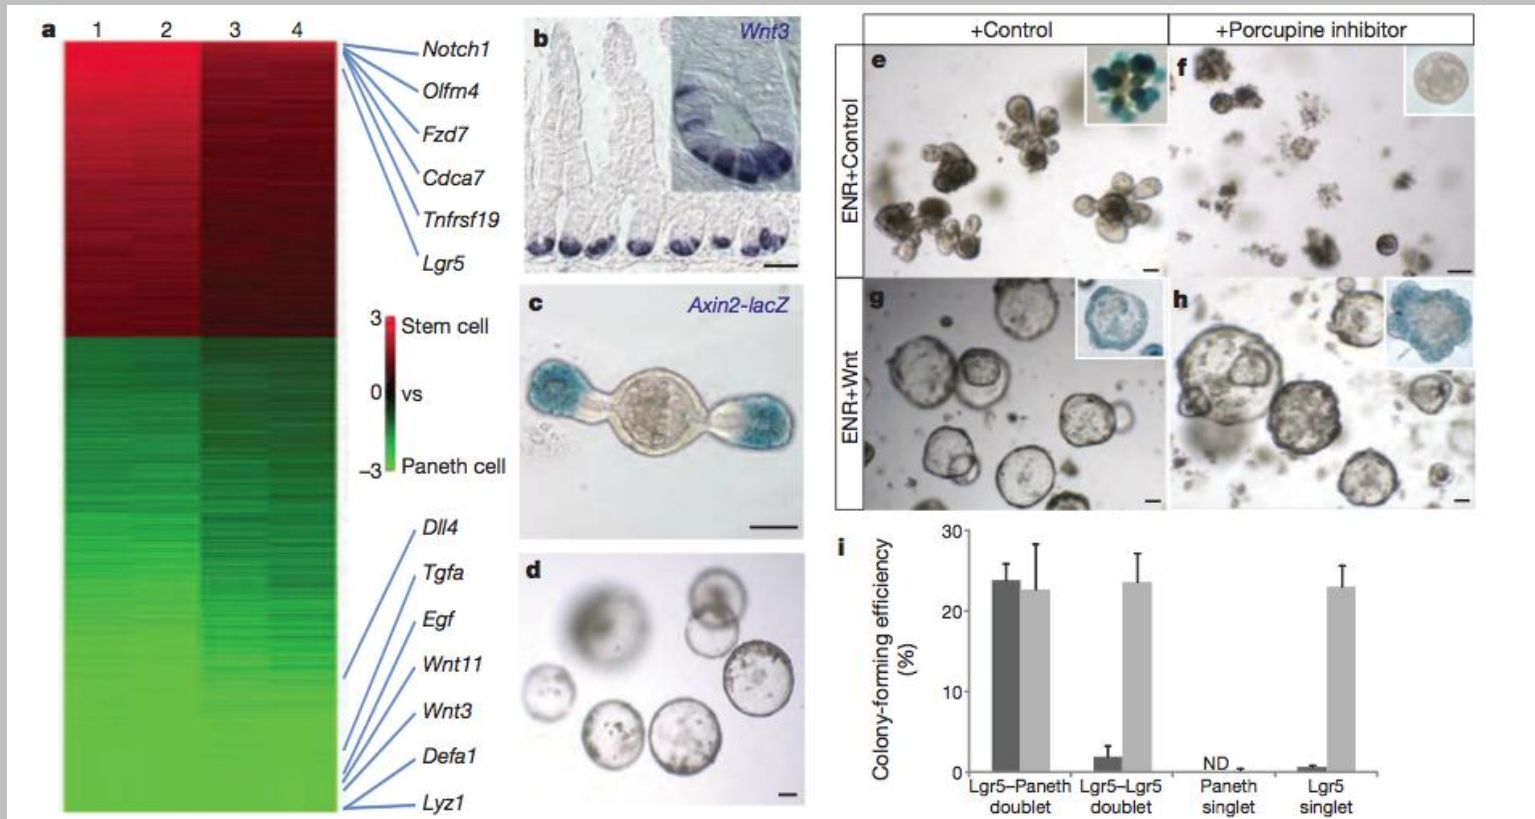 a
1 2 3 4
Notch1
Olfm4
Fzd7
Cdca7
Tnfrsf19
Lgr5
3 Stem cell
0 vs
−3 Paneth cell
Dll4
Tgfa
Egf
Wnt11
Wnt3
Defa1
Lyz1
b Wnt3
c Axin2-lacZ
d
+Control +Porcupine inhibitor
ENR+Control
e f
ENR+Wnt
g h
i
Colony-forming efficiency
(%)
30
20
10
0
ND
Lgr5–Paneth Lgr5–Lgr5 Paneth Lgr5
doublet doublet singlet singlet